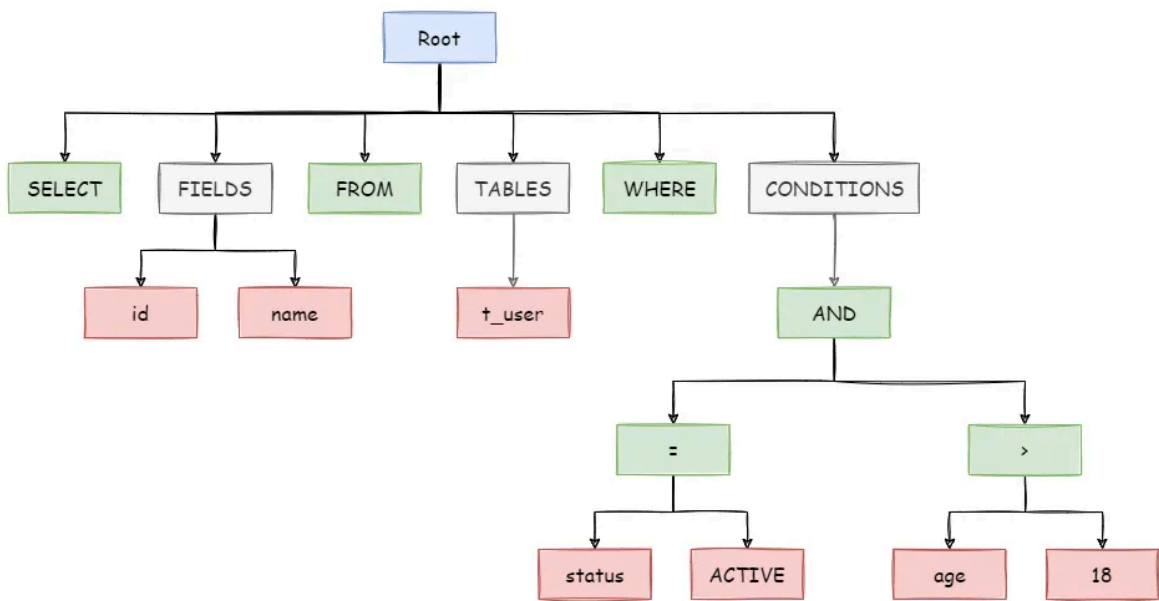 Root
SELECT FIELDS FROM TABLES WHERE CONDITIONS
id name t_user AND
= >
status ACTIVE age 18